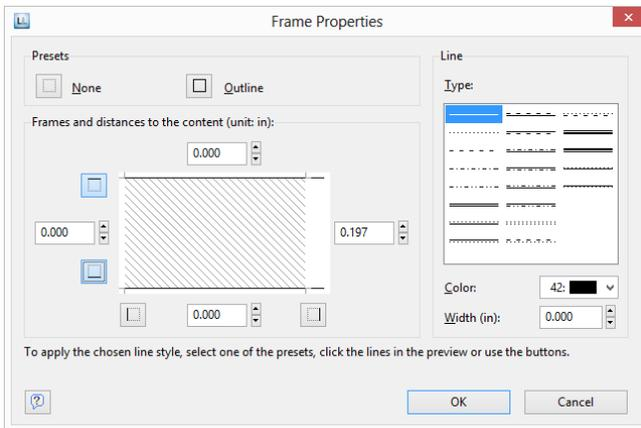 Frame Properties
Presets
None
Outline
Frames and distances to the content (unit: in):
0.000
0.000
0.197
0.000
Line
Type:
Color:
42:
Width (in):
0.000
To apply the chosen line style, select one of the presets, click the lines in the preview or use the buttons.
OK
Cancel